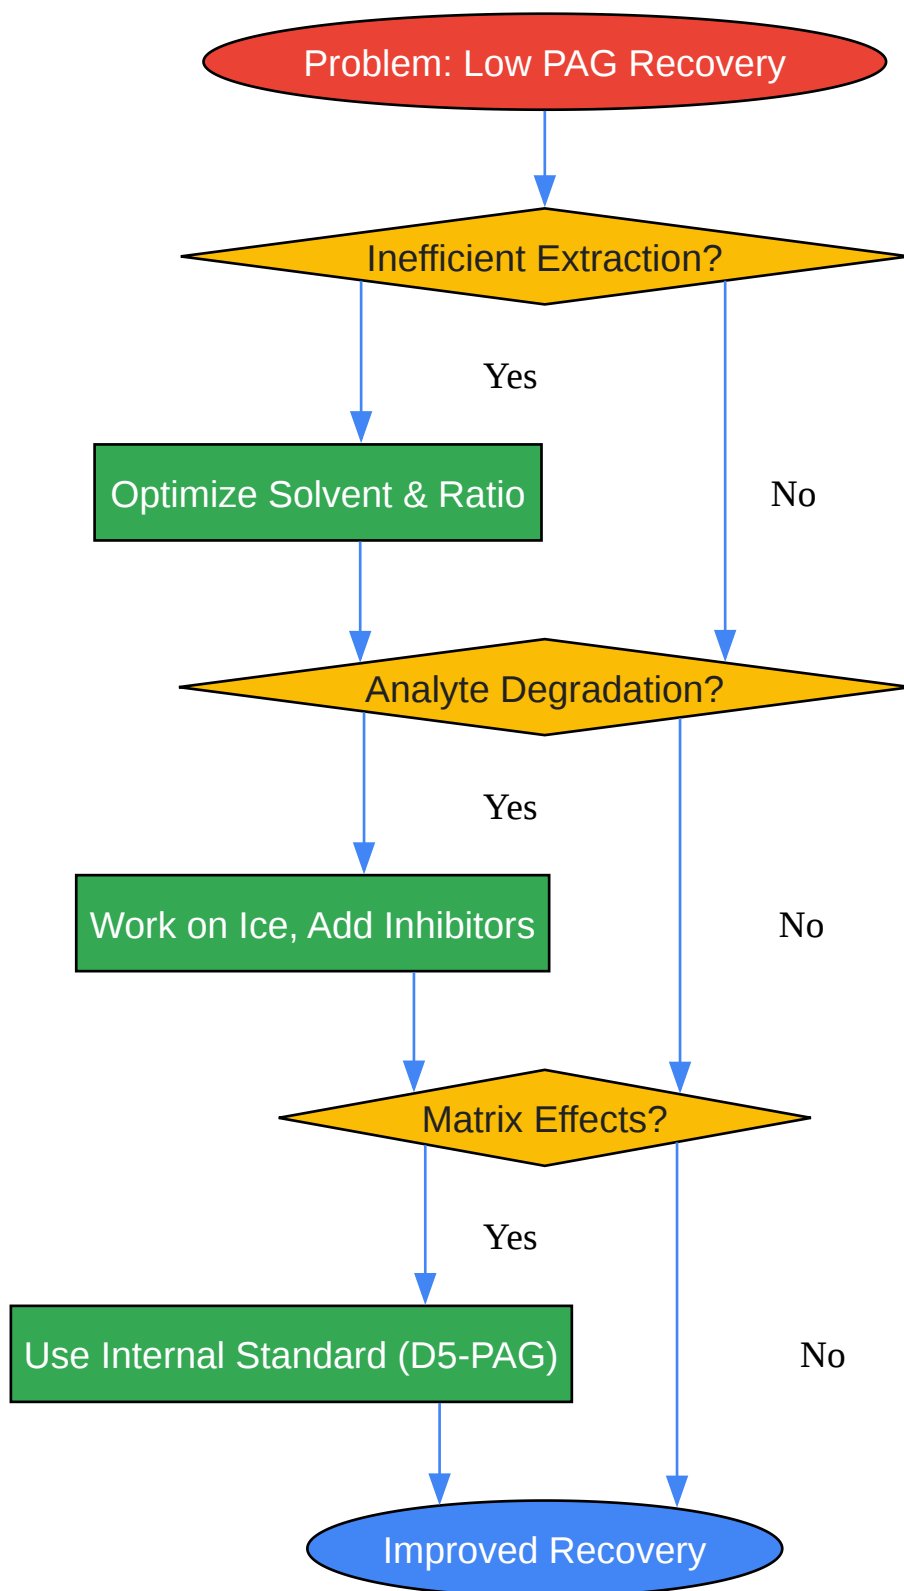 Problem: Low PAG Recovery
Inefficient Extraction?
Yes
Optimize Solvent & Ratio
No
Analyte Degradation?
Yes
Work on Ice, Add Inhibitors
No
Matrix Effects?
Yes
Use Internal Standard (D5-PAG)
No
Improved Recovery